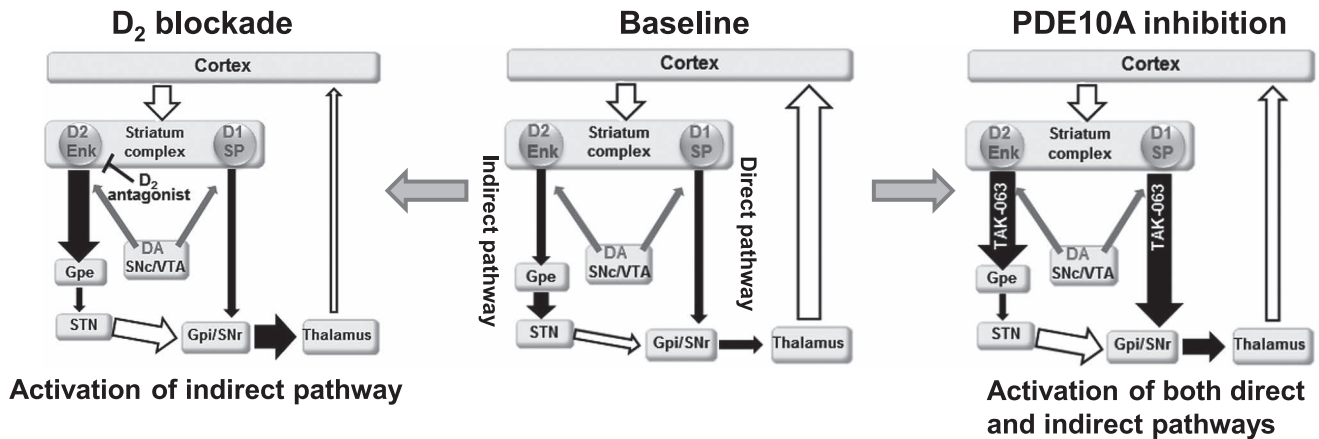 D₂ blockade
Cortex
D2
Enk
Striatum
complex
D1
SP
D₂
antagonist
DA
SNc/VTA
Gpe
STN
Gpi/SNr
Thalamus
Activation of indirect pathway
Baseline
Cortex
D2
Enk
Striatum
complex
D1
SP
Indirect pathway
Direct pathway
DA
SNc/VTA
Gpe
STN
Gpi/SNr
Thalamus
PDE10A inhibition
Cortex
D2
Enk
Striatum
complex
D1
SP
TAK-063
TAK-063
DA
SNc/VTA
Gpe
STN
Gpi/SNr
Thalamus
Activation of both direct
and indirect pathways